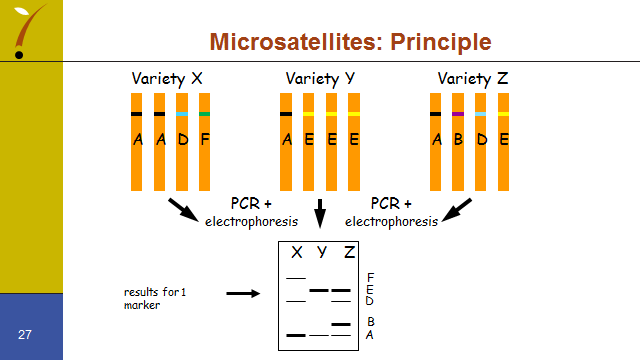 Microsatellites: Principle
Variety X
Variety Y
Variety Z
A A D F
A E E E
A B D E
PCR +
electrophoresis
PCR +
electrophoresis
X Y Z
F
E
D
B
A
results for 1
marker
27